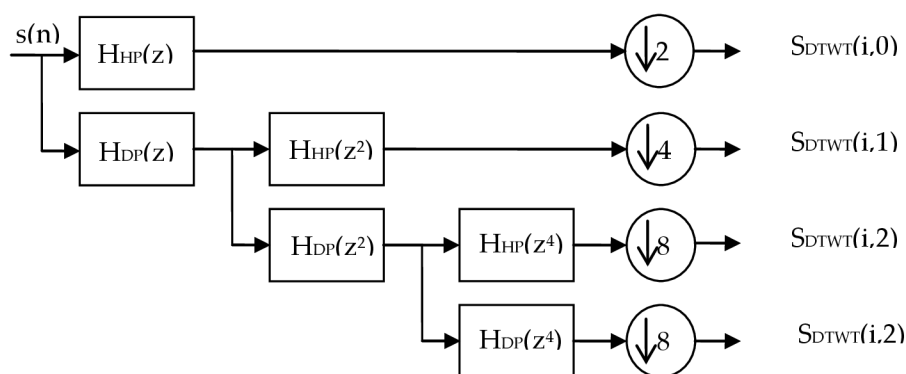 s(n)
HHP(z)
2
SDTWT(i,0)
HDP(z)
HHP(z²)
4
SDTWT(i,1)
HDP(z²)
HHP(z⁴)
8
SDTWT(i,2)
HDP(z⁴)
8
SDTWT(i,2)